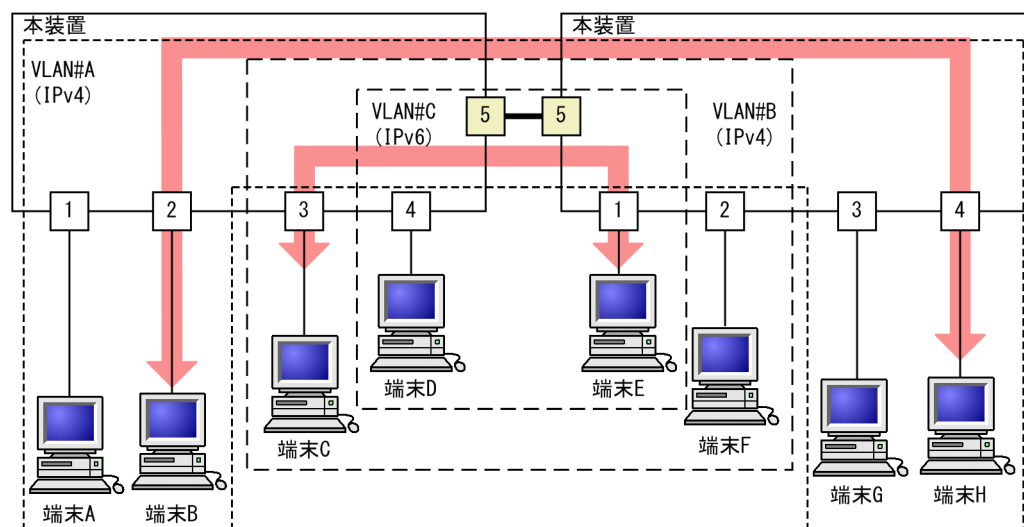 本装置
本装置
VLAN#A
(IPv4)
VLAN#C
(IPv6)
VLAN#B
(IPv4)
5
5
1
2
3
4
1
2
3
4
端末A
端末B
端末C
端末D
端末E
端末F
端末G
端末H